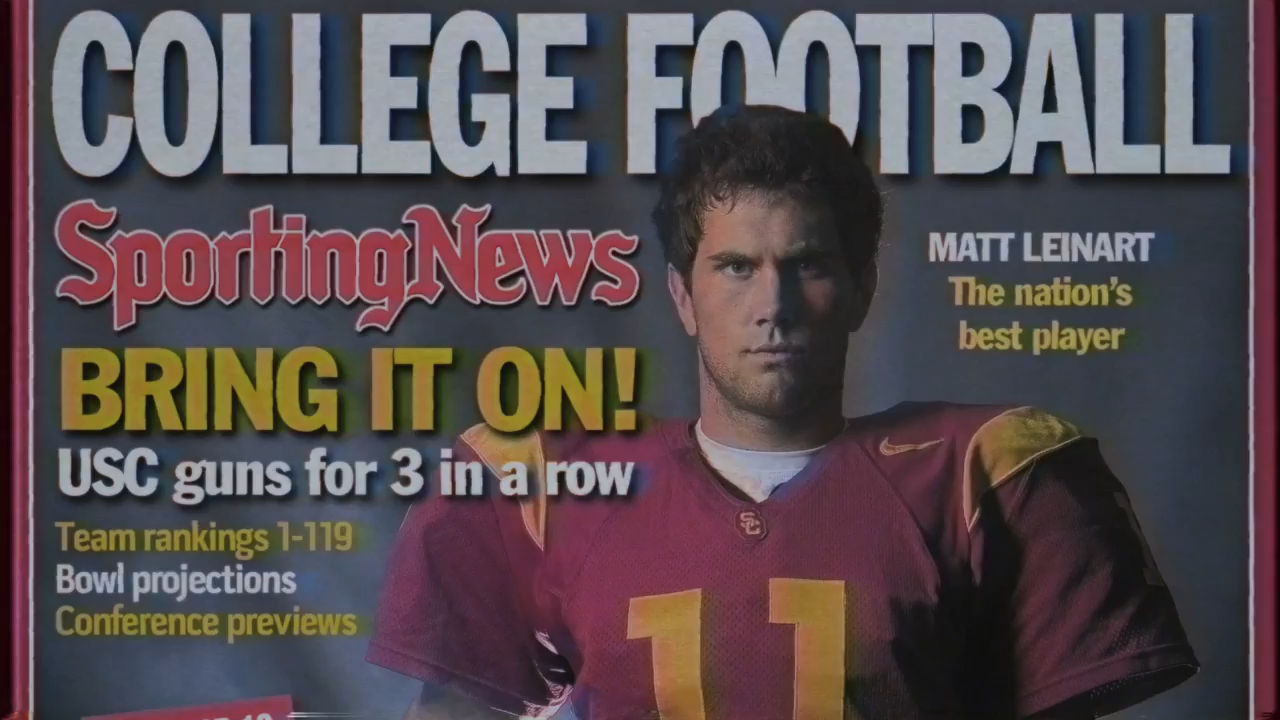 COLLEGE FOOTBALL
SportingNews
MATT LEINART
The nation's
best player
BRING IT ON!
USC guns for 3 in a row
Team rankings 1-119
Bowl projections
Conference previews
SC
11